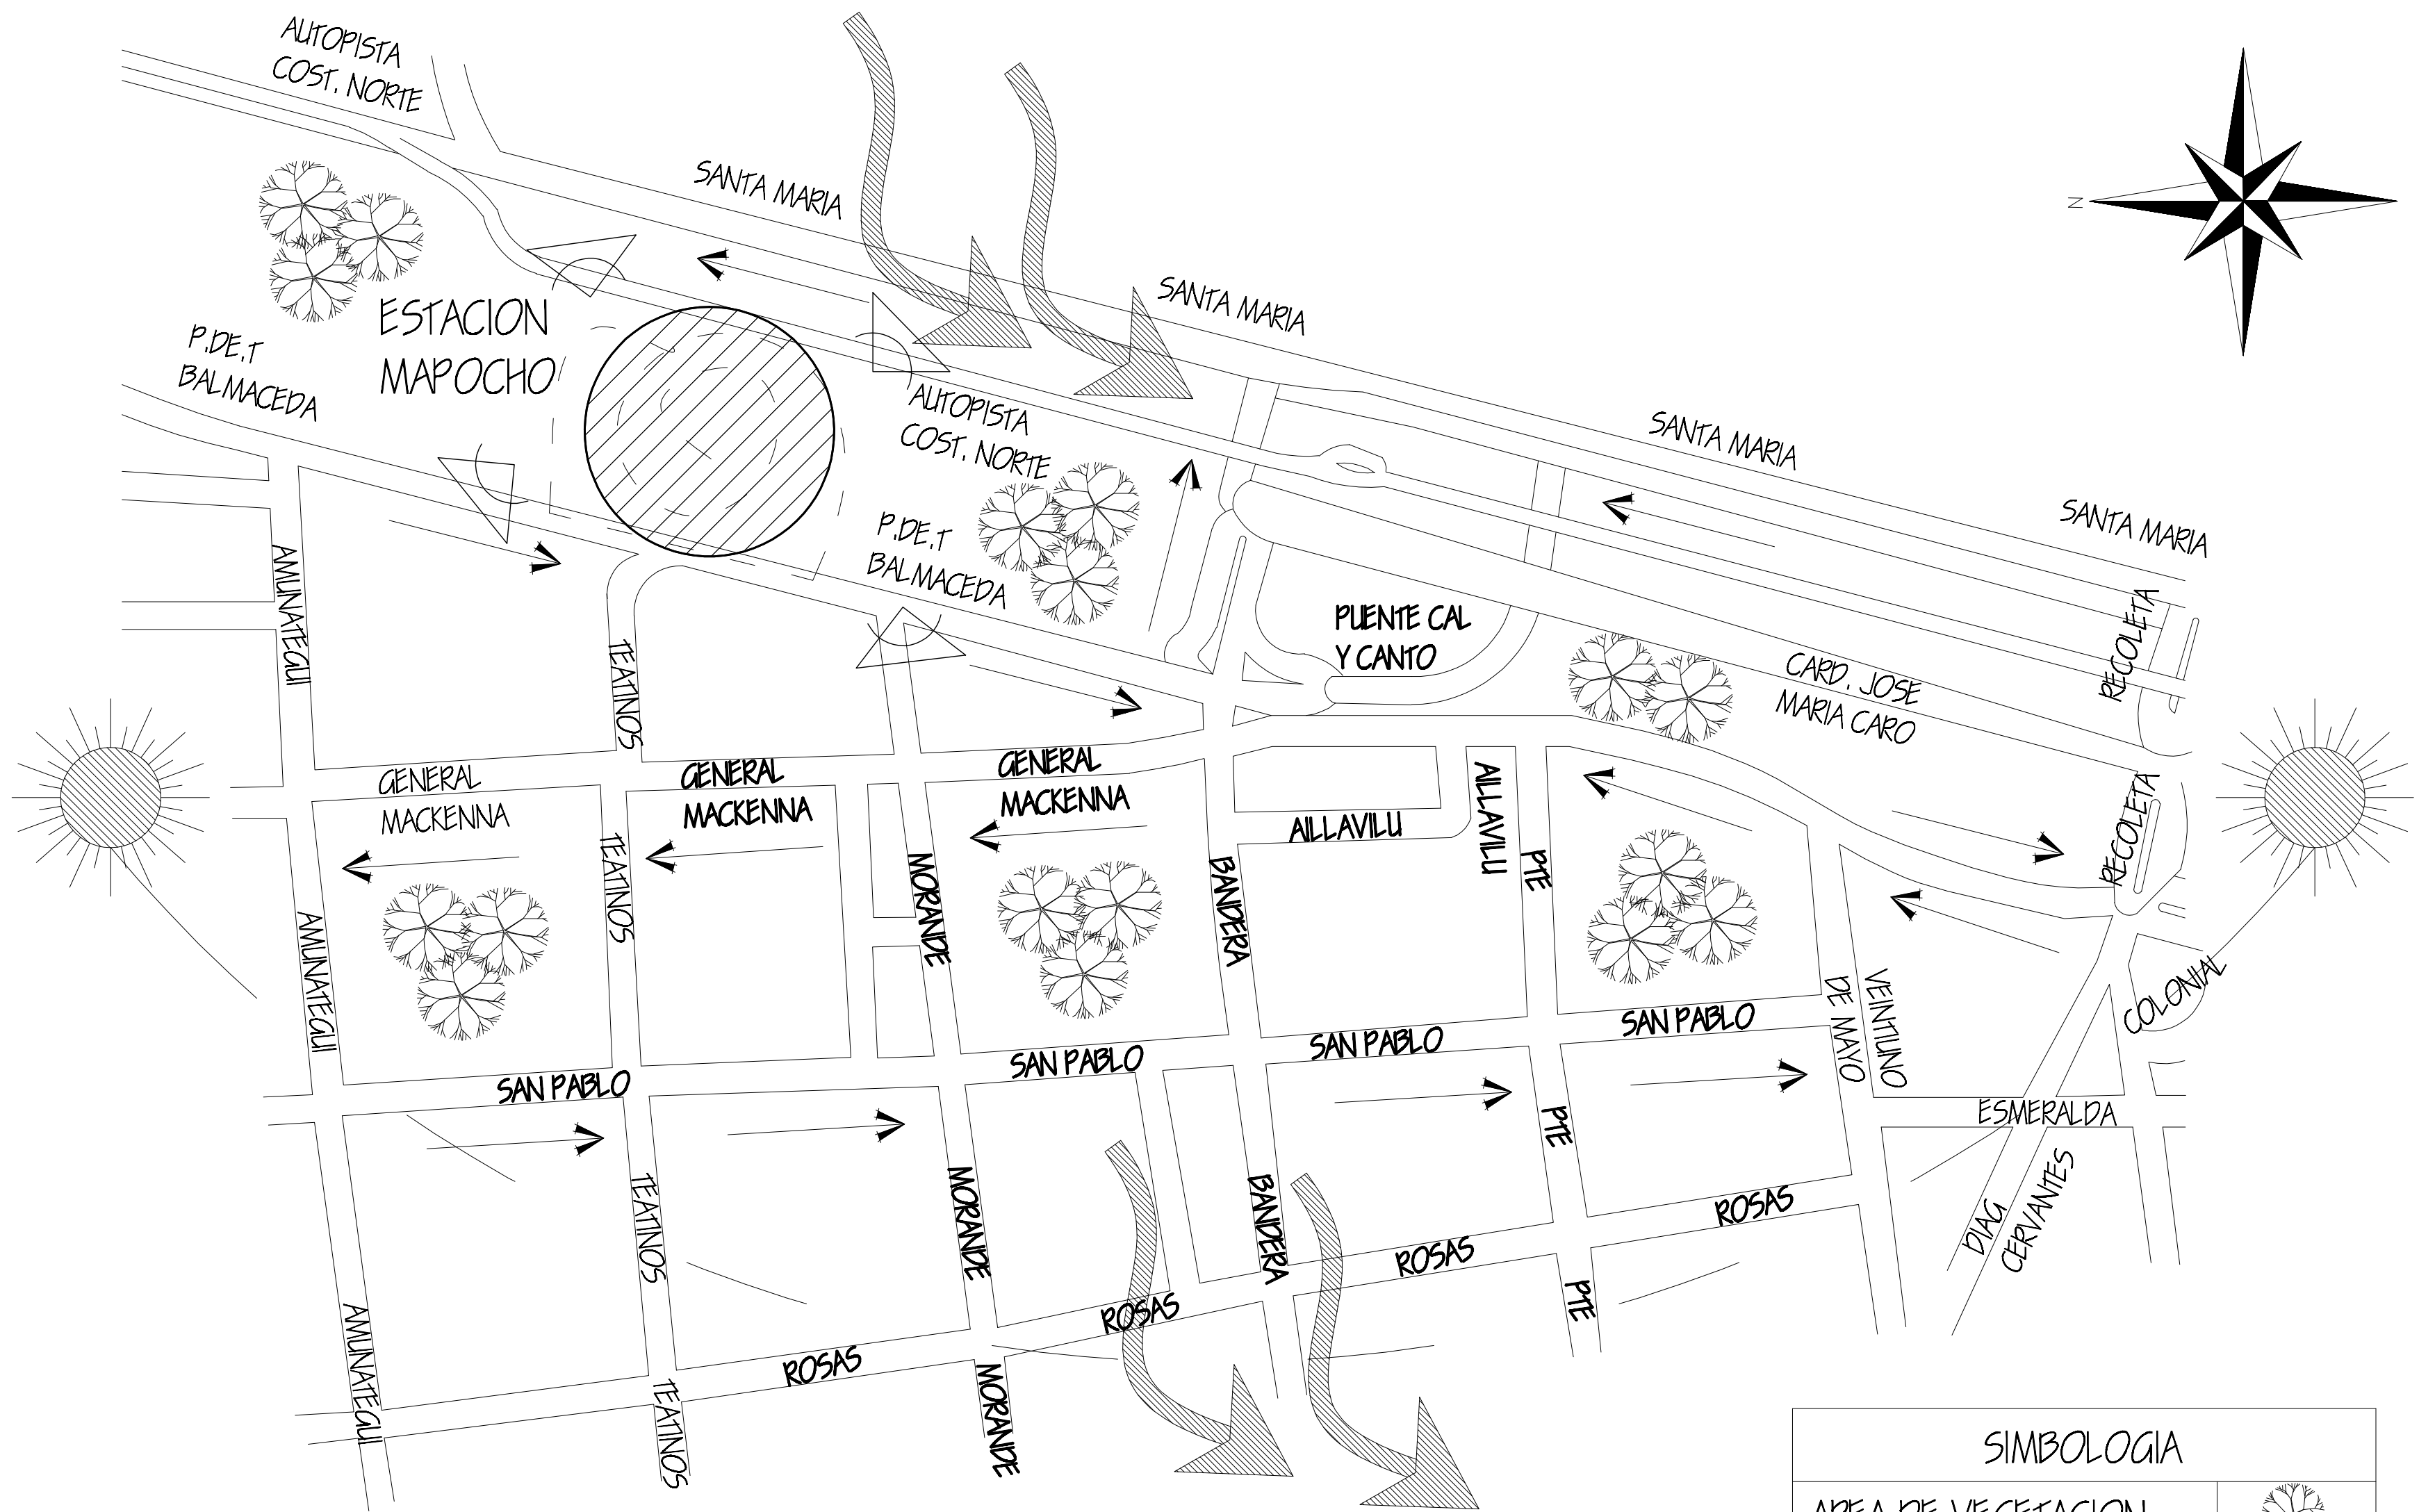 AUTOPISTA
COST. NORTE
SANTA MARIA
N
SANTA MARIA
ESTACION
MAPOCHO
P.DE.T
BALMACEDA
AUTOPISTA
COST. NORTE
SANTA MARIA
SANTA MARIA
P.DE.T
BALMACEDA
AMUNATEGUI
TEATINOS
PUENTE CAL
Y CANTO
RECOLETA
CARD. JOSE
MARIA CARO
GENERAL
MACKENNA
GENERAL
MACKENNA
GENERAL
MACKENNA
AILLAVILU
AILLAVILU
RECOLETA
TEATINOS
MORANDE
BANDERA
PTE
AMUNATEGUI
VEINTIUNO
DE MAYO
COLONIAL
SAN PABLO
SAN PABLO
SAN PABLO
SAN PABLO
ESMERALDA
PTE
TEATINOS
MORANDE
BANDERA
DIAG
CERVANTES
ROSAS
ROSAS
ROSAS
ROSAS
PTE
AMUNATEGUI
TEATINOS
MORANDE
SIMBOLOGIA
AREA DE VEGETACION